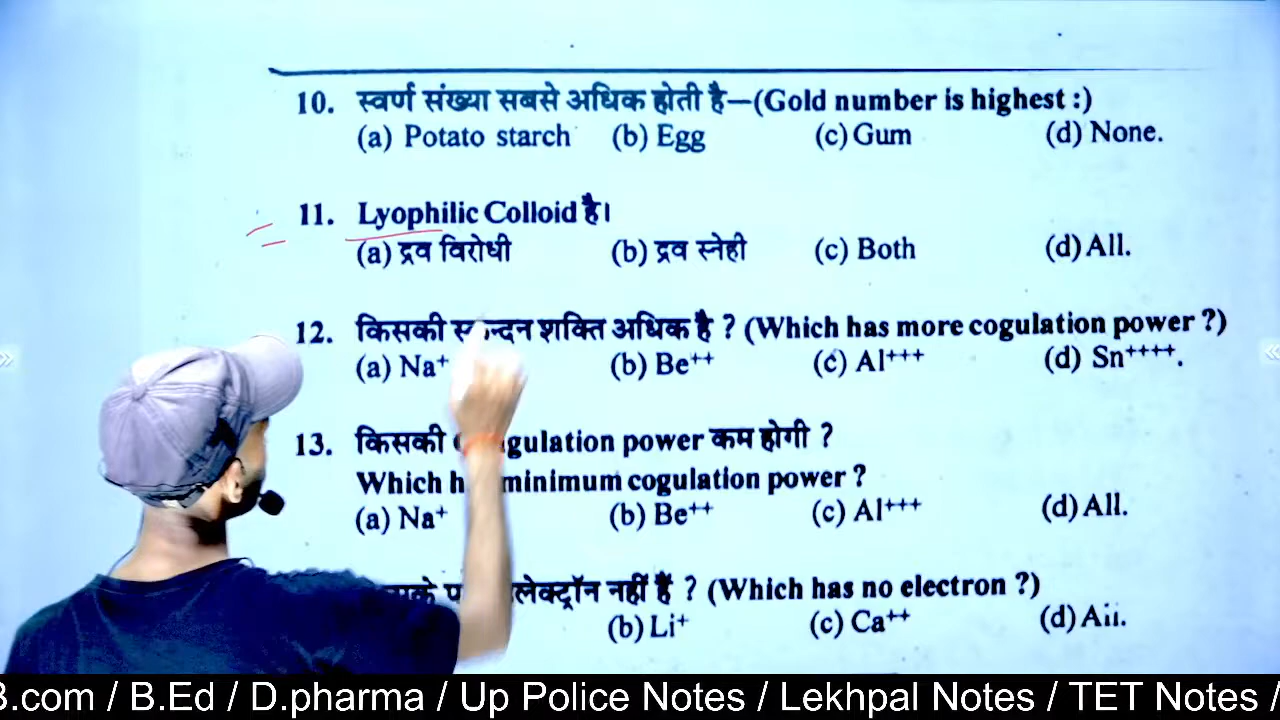 10. स्वर्ण संख्या सबसे अधिक होती है—(Gold number is highest :)
(a) Potato starch (b) Egg (c) Gum (d) None.
11. Lyophilic Colloid है।
(a) द्रव विरोधी (b) द्रव स्नेही (c) Both (d) All.
12. किसकी शक्ति अधिक है ? (Which has more cogulation power ?)
(a) Na⁺ (b) Be⁺⁺ (c) Al⁺⁺⁺ (d) Sn⁺⁺⁺⁺.
13. किसकी power कम होगी ?
Which minimum cogulation power ?
(a) Na⁺ (b) Be⁺⁺ (c) Al⁺⁺⁺ (d) All.
नहीं हैं ? (Which has no electron ?)
(b) Li⁺ (c) Ca⁺⁺ (d)
.com / B.Ed / D.pharma / Up Police Notes / Lekhpal Notes / TET Notes /